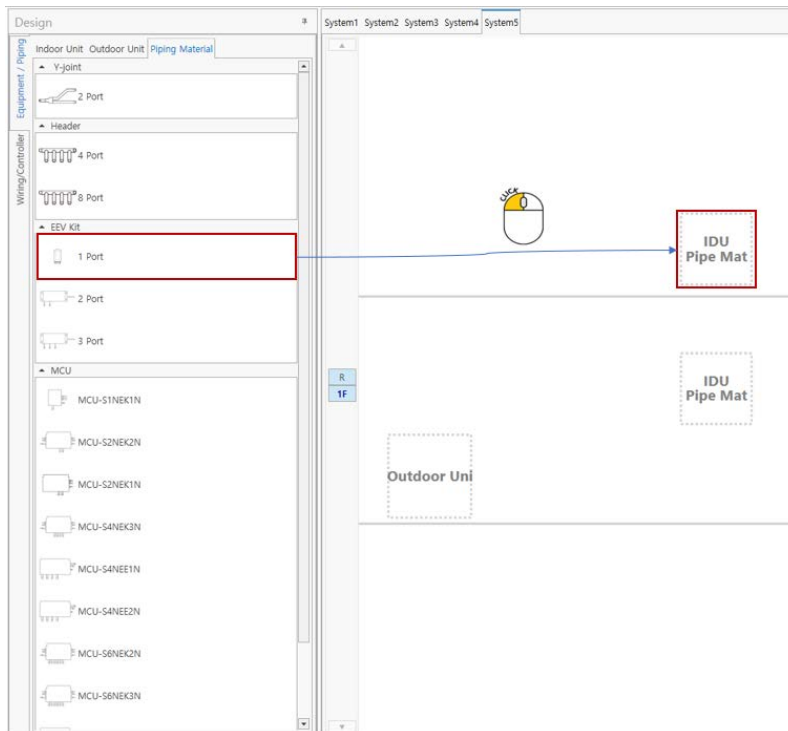 Design
Equipment / Piping
Wiring/Controller
Indoor Unit Outdoor Unit Piping Material
Y-joint
2 Port
Header
4 Port
8 Port
EEV Kit
1 Port
2 Port
3 Port
MCU
MCU-S1NEK1N
MCU-S2NEK2N
MCU-S2NEK1N
MCU-S4NEK3N
MCU-S4NEE1N
MCU-S4NEE2N
MCU-S6NEK2N
MCU-S6NEK3N
System1 System2 System3 System4 System5
CLICK
IDU
Pipe Mat
R
1F
IDU
Pipe Mat
Outdoor Uni